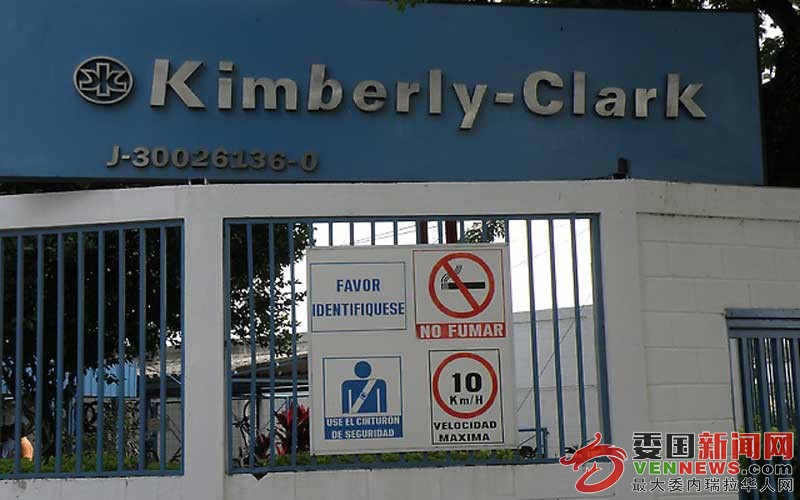 Kimberly-Clark
J-30026136-0
FAVOR
IDENTIFIQUESE
NO FUMAR
USE EL CINTURON
DE SEGURIDAD
10
Km/H
VELOCIDAD
MAXIMA
委国新闻网
VENNEWS.COM
最大委内瑞拉华人网